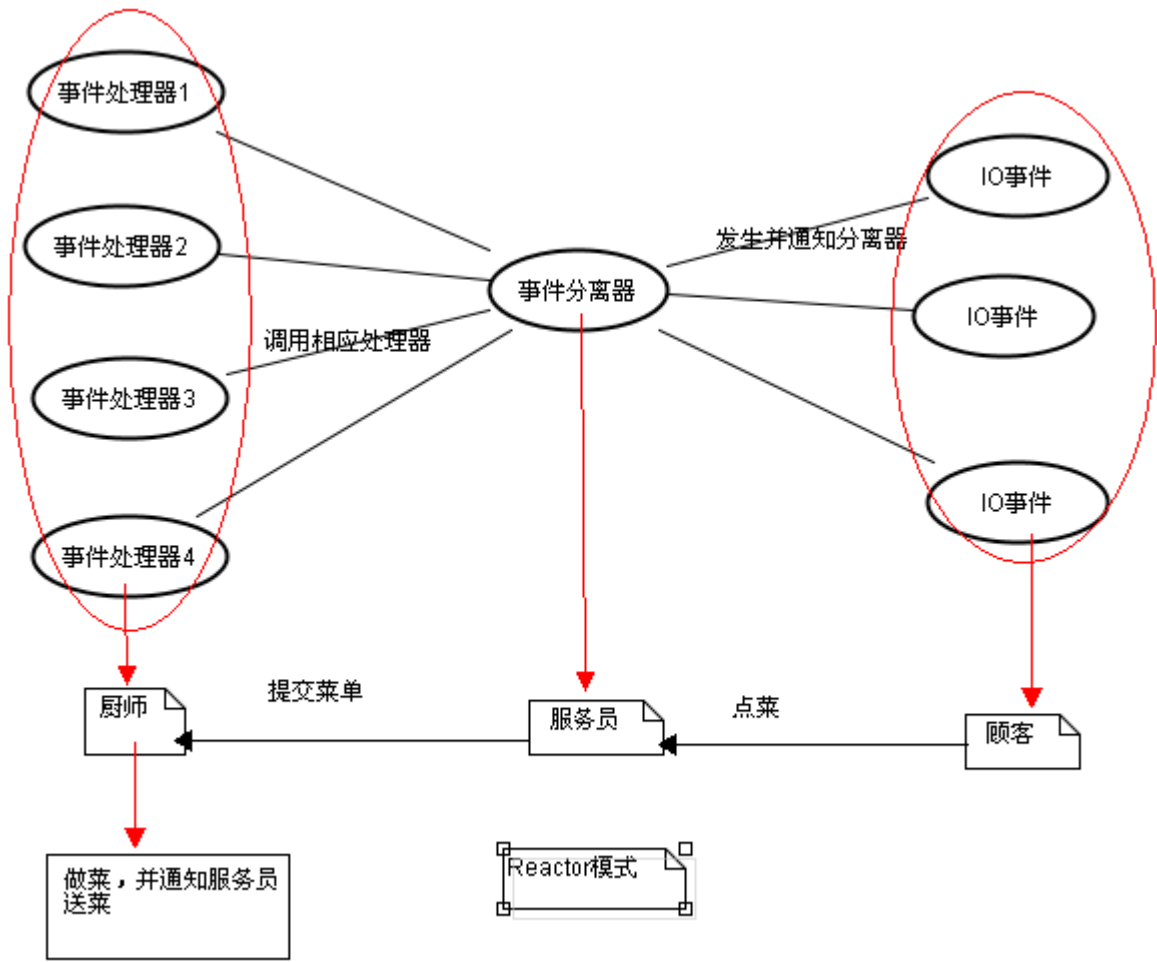 事件处理器1
IO事件
发生并通知分离器
事件处理器2
事件分离器
IO事件
调用相应处理器
事件处理器3
IO事件
事件处理器4
厨师
提交菜单
服务员
点菜
顾客
做菜，并通知服务员
送菜
Reactor模式